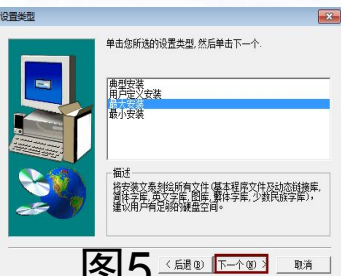 设置类型
单击您所选的设置类型,然后单击下一个.
典型安装
用户定义安装
最大安装
最小安装
描述
将安装文泰刻绘所有文件(基本程序文件及动态链接库,
简体字库,英文字库,图库,繁体字库,少数民族字库),
建议用户有足够的硬盘空间。
图5
< 后退(B)
下一个(N) >
取消